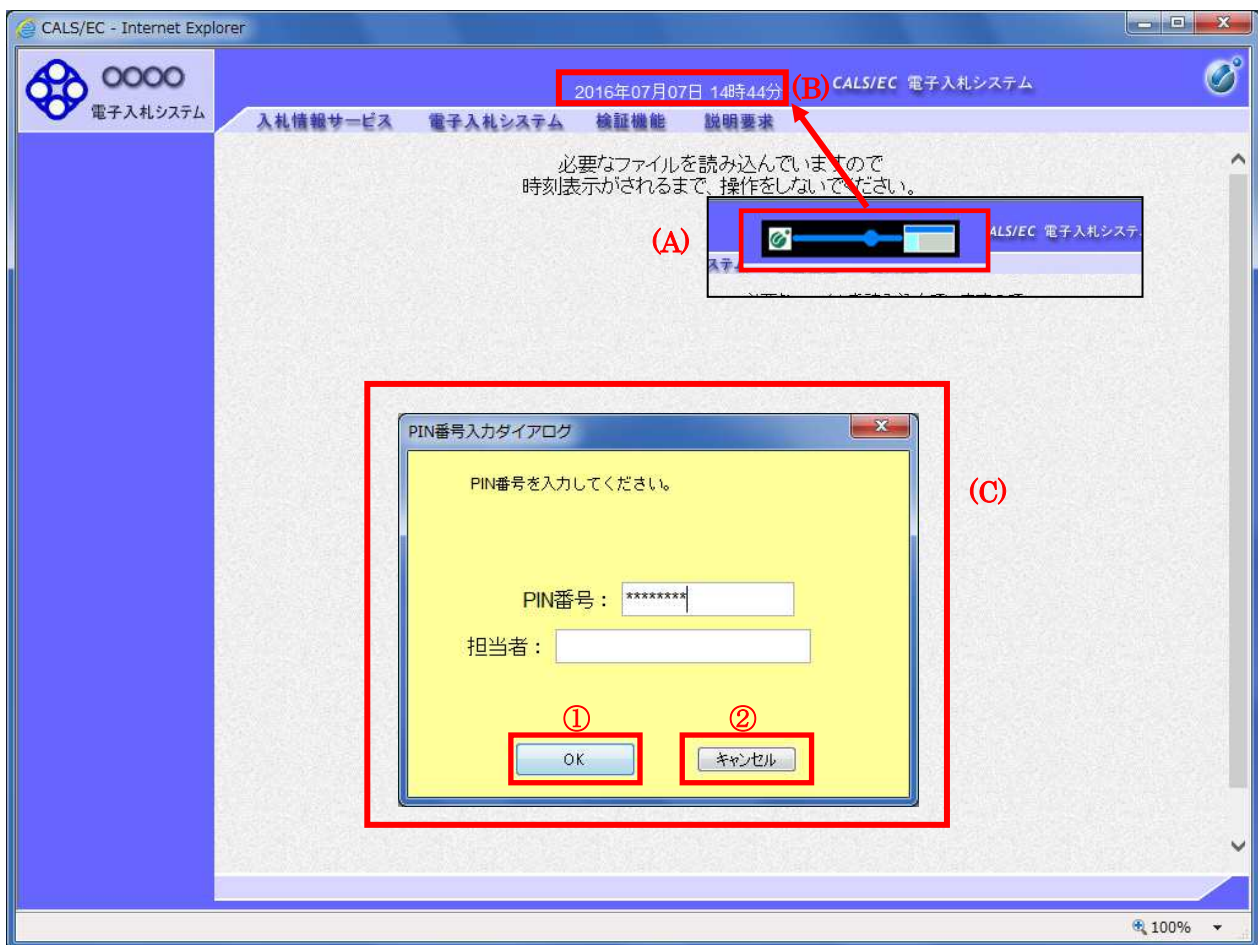 CALS/EC - Internet Explorer
○○○○
電子入札システム
2016年07月07日 14時44分
(B)
CALS/EC 電子入札システム
入札情報サービス 電子入札システム 検証機能 説明要求
必要なファイルを読み込んでいますので
時刻表示がされるまで、操作をしないでください。
(A)
ALS/EC 電子入札システ
ステ
PIN番号入力ダイアログ
PIN番号を入力してください。
(C)
PIN番号： ********
担当者：
① ②
OK キャンセル
100%